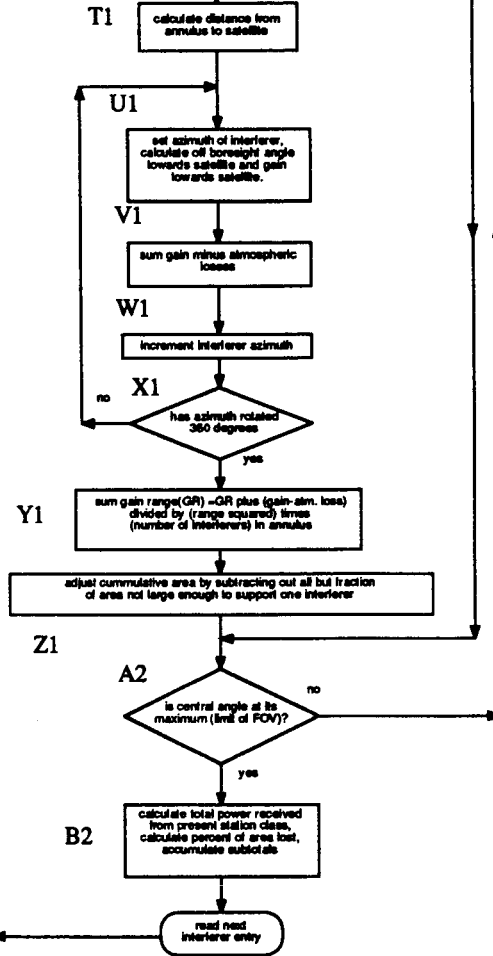 T1
calculate distance from
annulus to satellite
U1
set azimuth of interferer,
calculate off boresight angle
towards satellite and gain
towards satellite.
V1
sum gain minus atmospheric
losses
W1
increment interferer azimuth
X1
no
has azimuth rotated
360 degrees
yes
Y1
sum gain range(GR) =GR plus (gain-atm. loss)
divided by (range squared) times
(number of interferers) in annulus
adjust cummulative area by subtracting out all but fraction
of area not large enough to support one interferer
Z1
A2
no
is central angle at its
maximum (limit of FOV)?
yes
B2
calculate total power received
from present station class,
calculate percent of area lost,
accumulate subtotals
read next
interferer entry